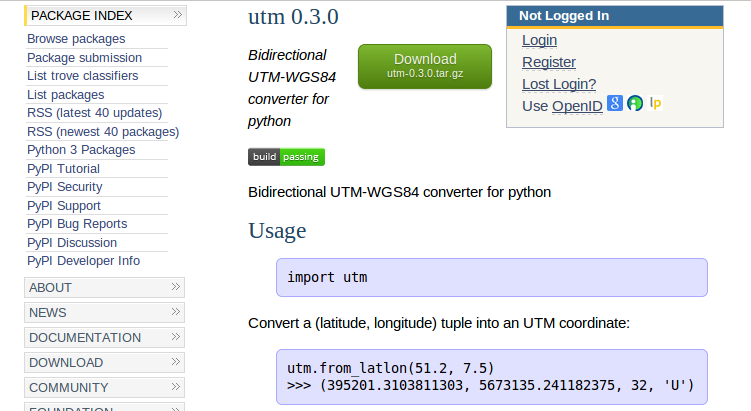 PACKAGE INDEX >>
Browse packages
Package submission
List trove classifiers
List packages
RSS (latest 40 updates)
RSS (newest 40 packages)
Python 3 Packages
PyPI Tutorial
PyPI Security
PyPI Support
PyPI Bug Reports
PyPI Discussion
PyPI Developer Info
ABOUT >>
NEWS >>
DOCUMENTATION >>
DOWNLOAD >>
COMMUNITY >>
FOUNDATION
utm 0.3.0
Bidirectional
UTM-WGS84
converter for
python
Download
utm-0.3.0.tar.gz
build passing
Bidirectional UTM-WGS84 converter for python
Usage
import utm
Convert a (latitude, longitude) tuple into an UTM coordinate:
utm.from_latlon(51.2, 7.5)
>>> (395201.3103811303, 5673135.241182375, 32, 'U')
Not Logged In
Login
Register
Lost Login?
Use OpenID g lp